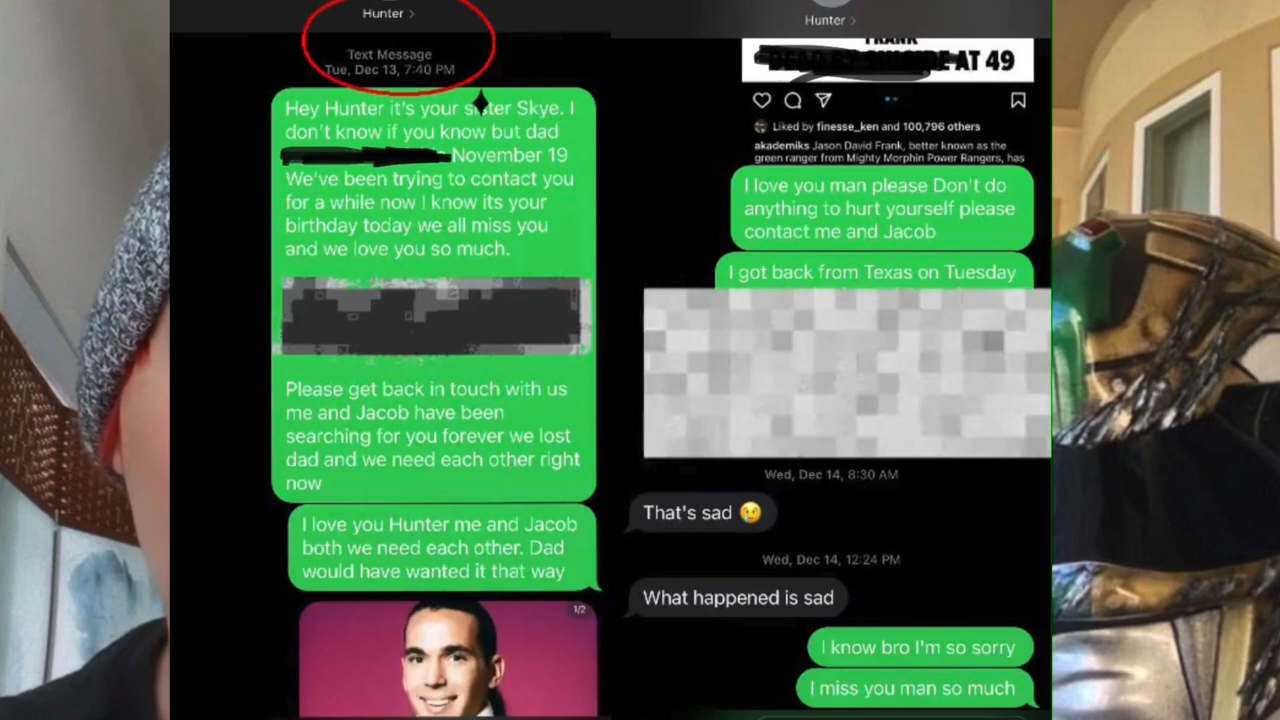 Hunter >
Text Message
Tue, Dec 13, 7:40 PM
Hey Hunter it's your sister Skye. I
don't know if you know but dad
November 19
We've been trying to contact you
for a while now I know its your
birthday today we all miss you
and we love you so much.
Please get back in touch with us
me and Jacob have been
searching for you forever we lost
dad and we need each other right
now
I love you Hunter me and Jacob
both we need each other. Dad
would have wanted it that way
1/2
Hunter >
FRANK
AT 49
Liked by finesse_ken and 100,796 others
akademiks Jason David Frank, better known as the
green ranger from Mighty Morphin Power Rangers, has
I love you man please Don't do
anything to hurt yourself please
contact me and Jacob
I got back from Texas on Tuesday
Wed, Dec 14, 8:30 AM
That's sad 😢
Wed, Dec 14, 12:24 PM
What happened is sad
I know bro I'm so sorry
I miss you man so much